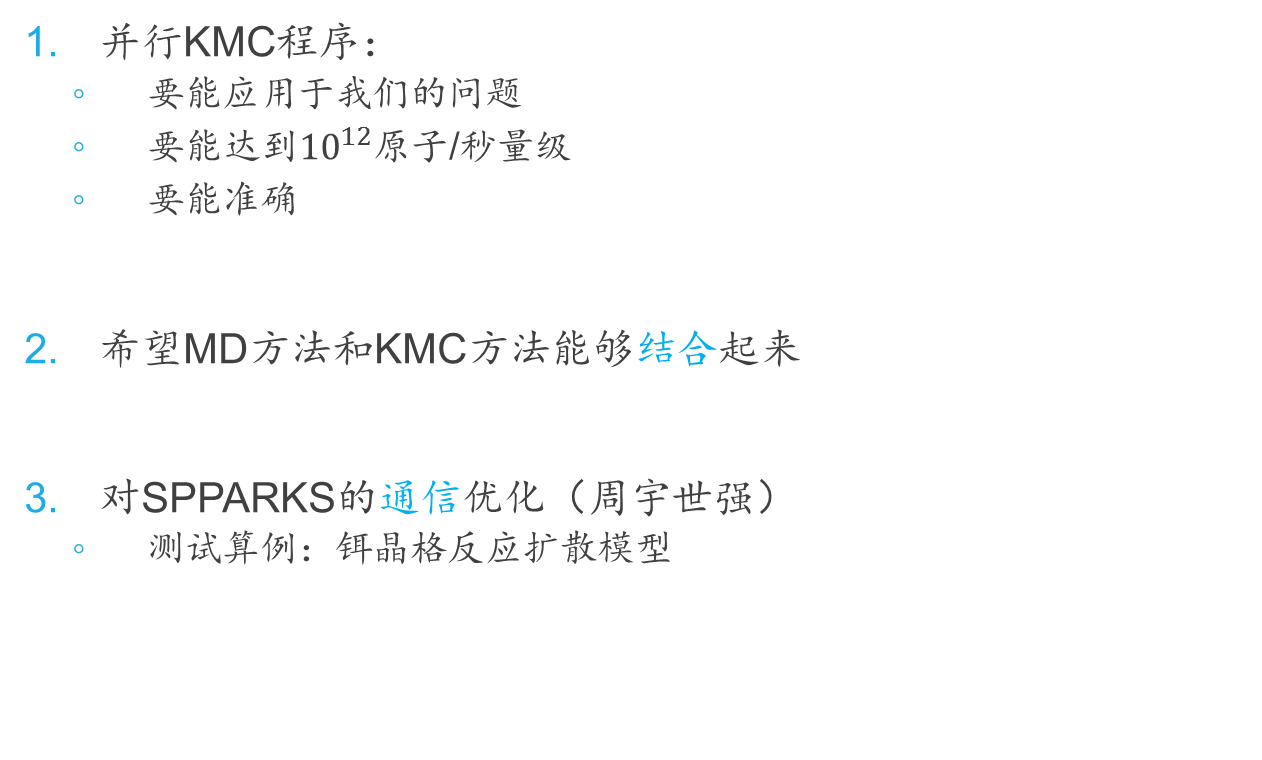 1. 并行KMC程序：
◦ 要能应用于我们的问题
◦ 要能达到10¹²原子/秒量级
◦ 要能准确
2. 希望MD方法和KMC方法能够结合起来
3. 对SPPARKS的通信优化（周宇世强）
◦ 测试算例：铒晶格反应扩散模型